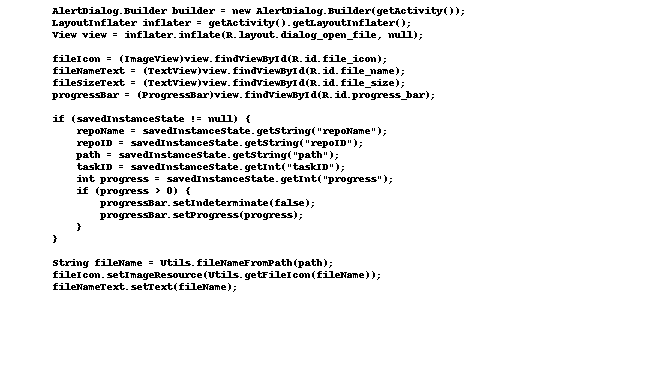 AlertDialog.Builder builder = new AlertDialog.Builder(getActivity());
LayoutInflater inflater = getActivity().getLayoutInflater();
View view = inflater.inflate(R.layout.dialog_open_file, null);
fileIcon = (ImageView)view.findViewById(R.id.file_icon);
fileNameText = (TextView)view.findViewById(R.id.file_name);
fileSizeText = (TextView)view.findViewById(R.id.file_size);
progressBar = (ProgressBar)view.findViewById(R.id.progress_bar);
if (savedInstanceState != null) {
    repoName = savedInstanceState.getString("repoName");
    repoID = savedInstanceState.getString("repoID");
    path = savedInstanceState.getString("path");
    taskID = savedInstanceState.getInt("taskID");
    int progress = savedInstanceState.getInt("progress");
    if (progress > 0) {
        progressBar.setIndeterminate(false);
        progressBar.setProgress(progress);
    }
}
String fileName = Utils.fileNameFromPath(path);
fileIcon.setImageResource(Utils.getFileIcon(fileName));
fileNameText.setText(fileName);